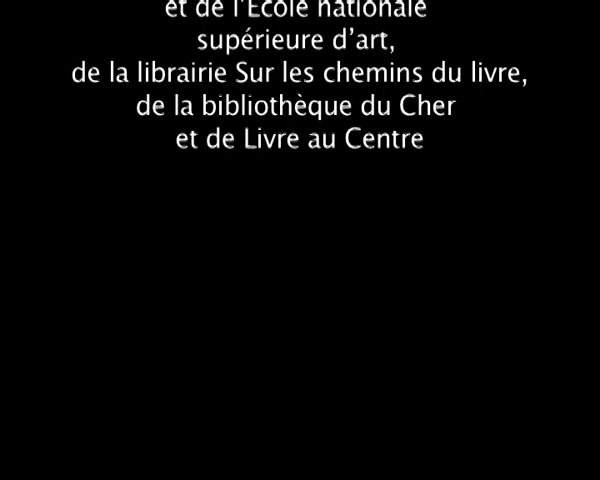 et de l'École nationale
supérieure d’art,
de la librairie Sur les chemins du livre,
de la bibliothèque du Cher
et de Livre au Centre